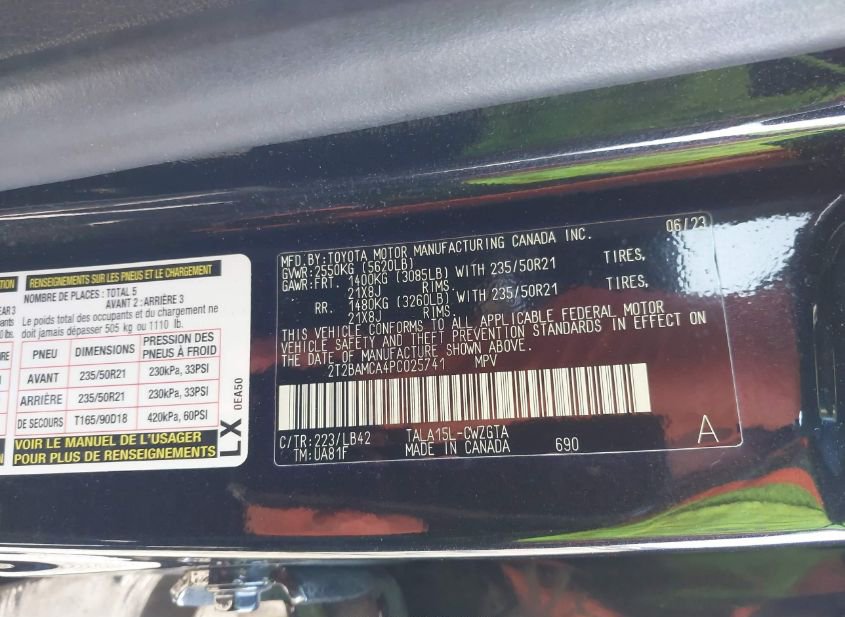 RENSEIGNEMENTS SUR LES PNEUS ET LE CHARGEMENT
NOMBRE DE PLACES : TOTAL 5
AVANT 2 : ARRIÈRE 3
Le poids total des occupants et du chargement ne
doit jamais dépasser 505 kg ou 1110 lb.
PNEU DIMENSIONS PRESSION DES PNEUS À FROID
AVANT 235/50R21 230kPa, 33PSI
ARRIÈRE 235/50R21 230kPa, 33PSI
DE SECOURS T165/90D18 420kPa, 60PSI
VOIR LE MANUEL DE L'USAGER
POUR PLUS DE RENSEIGNEMENTS
LX 0EA50
MFD.BY:TOYOTA MOTOR MANUFACTURING CANADA INC. 06/23
GVWR:2550KG (5620LB)
GAWR:FRT. 1400KG (3085LB) WITH 235/50R21 TIRES,
21X8J RIMS.
RR. 1480KG (3260LB) WITH 235/50R21 TIRES,
21X8J RIMS.
THIS VEHICLE CONFORMS TO ALL APPLICABLE FEDERAL MOTOR
VEHICLE SAFETY AND THEFT PREVENTION STANDARDS IN EFFECT ON
THE DATE OF MANUFACTURE SHOWN ABOVE.
2T2BAMCA4PC025741 MPV
C/TR:223/LB42 TALA15L-CWZGTA
TM:UA81F MADE IN CANADA 690 A